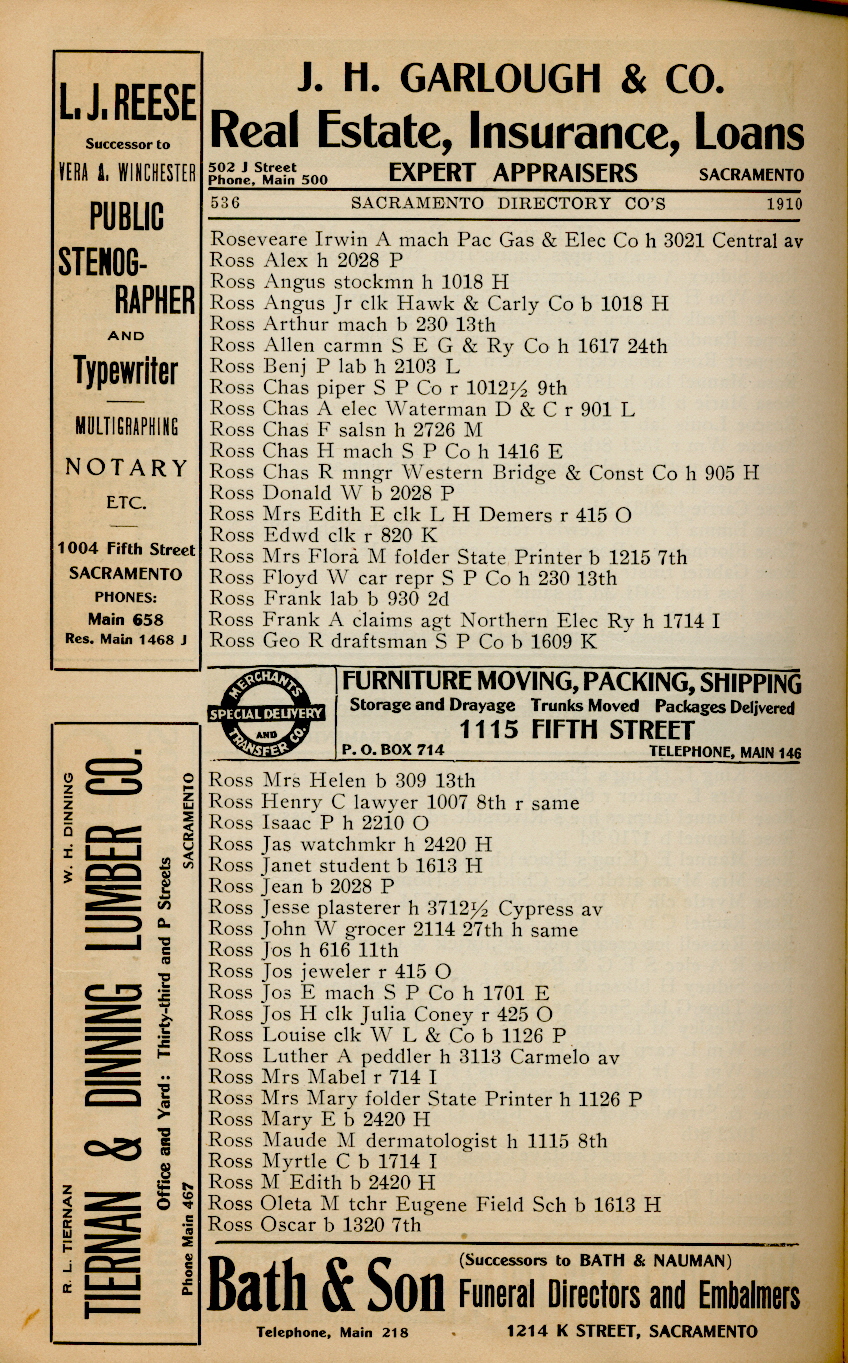 J. H. GARLOUGH & CO.
Real Estate, Insurance, Loans
502 J Street
Phone, Main 500
EXPERT APPRAISERS
SACRAMENTO
536 SACRAMENTO DIRECTORY CO'S 1910
L. J. REESE
Successor to
VERA A. WINCHESTER
PUBLIC
STENOG-
RAPHER
AND
Typewriter
MULTIGRAPHING
NOTARY
ETC.
1004 Fifth Street
SACRAMENTO
PHONES:
Main 658
Res. Main 1468 J
Roseveare Irwin A mach Pac Gas & Elec Co h 3021 Central av
Ross Alex h 2028 P
Ross Angus stockmn h 1018 H
Ross Angus Jr clk Hawk & Carly Co b 1018 H
Ross Arthur mach b 230 13th
Ross Allen carmn S E G & Ry Co h 1617 24th
Ross Benj P lab h 2103 L
Ross Chas piper S P Co r 1012½ 9th
Ross Chas A elec Waterman D & C r 901 L
Ross Chas F salsn h 2726 M
Ross Chas H mach S P Co h 1416 E
Ross Chas R mngr Western Bridge & Const Co h 905 H
Ross Donald W b 2028 P
Ross Mrs Edith E clk L H Demers r 415 O
Ross Edwd clk r 820 K
Ross Mrs Flora M folder State Printer b 1215 7th
Ross Floyd W car repr S P Co h 230 13th
Ross Frank lab b 930 2d
Ross Frank A claims agt Northern Elec Ry h 1714 I
Ross Geo R draftsman S P Co b 1609 K
MERCHANTS
SPECIAL DELIVERY
AND
TRANSFER CO.
FURNITURE MOVING, PACKING, SHIPPING
Storage and Drayage Trunks Moved Packages Delivered
1115 FIFTH STREET
P. O. BOX 714 TELEPHONE, MAIN 146
R. L. TIERNAN W. H. DINNING
TIERNAN & DINNING LUMBER CO.
Office and Yard: Thirty-third and P Streets
Phone Main 467 SACRAMENTO
Ross Mrs Helen b 309 13th
Ross Henry C lawyer 1007 8th r same
Ross Isaac P h 2210 O
Ross Jas watchmkr h 2420 H
Ross Janet student b 1613 H
Ross Jean b 2028 P
Ross Jesse plasterer h 3712½ Cypress av
Ross John W grocer 2114 27th h same
Ross Jos h 616 11th
Ross Jos jeweler r 415 O
Ross Jos E mach S P Co h 1701 E
Ross Jos H clk Julia Coney r 425 O
Ross Louise clk W L & Co b 1126 P
Ross Luther A peddler h 3113 Carmelo av
Ross Mrs Mabel r 714 I
Ross Mrs Mary folder State Printer h 1126 P
Ross Mary E b 2420 H
Ross Maude M dermatologist h 1115 8th
Ross Myrtle C b 1714 I
Ross M Edith b 2420 H
Ross Oleta M tchr Eugene Field Sch b 1613 H
Ross Oscar b 1320 7th
Bath & Son
(Successors to BATH & NAUMAN)
Funeral Directors and Embalmers
Telephone, Main 218 1214 K STREET, SACRAMENTO